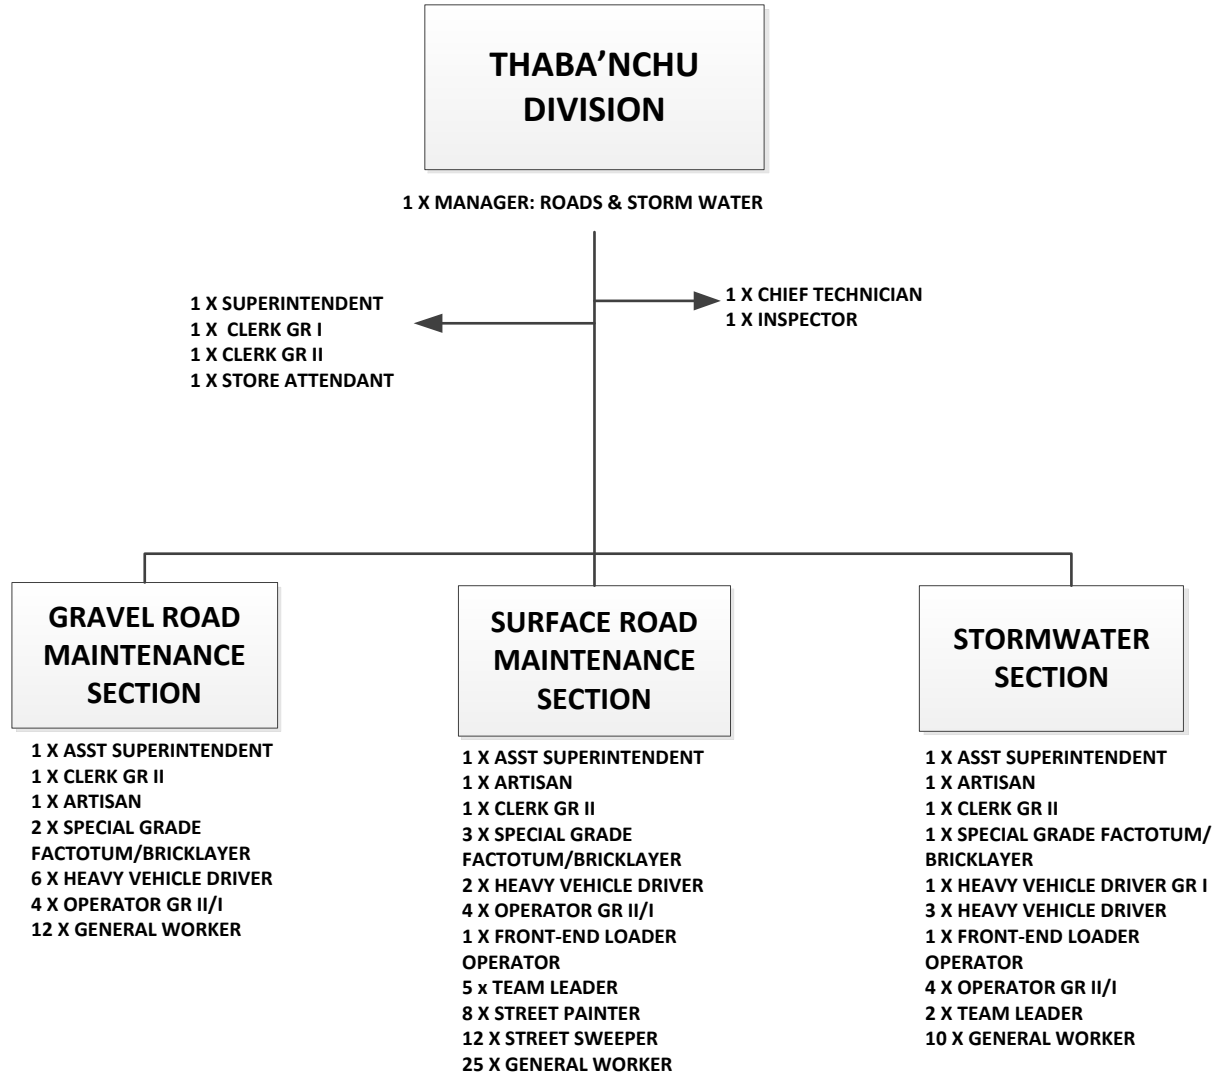 THABA’NCHU
DIVISION
1 X MANAGER: ROADS & STORM WATER
1 X SUPERINTENDENT
1 X  CLERK GR I
1 X CLERK GR II
1 X STORE ATTENDANT
1 X CHIEF TECHNICIAN
1 X INSPECTOR
GRAVEL ROAD
MAINTENANCE
SECTION
1 X ASST SUPERINTENDENT
1 X CLERK GR II
1 X ARTISAN
2 X SPECIAL GRADE
FACTOTUM/BRICKLAYER
6 X HEAVY VEHICLE DRIVER
4 X OPERATOR GR II/I
12 X GENERAL WORKER
SURFACE ROAD
MAINTENANCE
SECTION
1 X ASST SUPERINTENDENT
1 X ARTISAN
1 X CLERK GR II
3 X SPECIAL GRADE
FACTOTUM/BRICKLAYER
2 X HEAVY VEHICLE DRIVER
4 X OPERATOR GR II/I
1 X FRONT-END LOADER
OPERATOR
5 x TEAM LEADER
8 X STREET PAINTER
12 X STREET SWEEPER
25 X GENERAL WORKER
STORMWATER
SECTION
1 X ASST SUPERINTENDENT
1 X ARTISAN
1 X CLERK GR II
1 X SPECIAL GRADE FACTOTUM/
BRICKLAYER
1 X HEAVY VEHICLE DRIVER GR I
3 X HEAVY VEHICLE DRIVER
1 X FRONT-END LOADER
OPERATOR
4 X OPERATOR GR II/I
2 X TEAM LEADER
10 X GENERAL WORKER